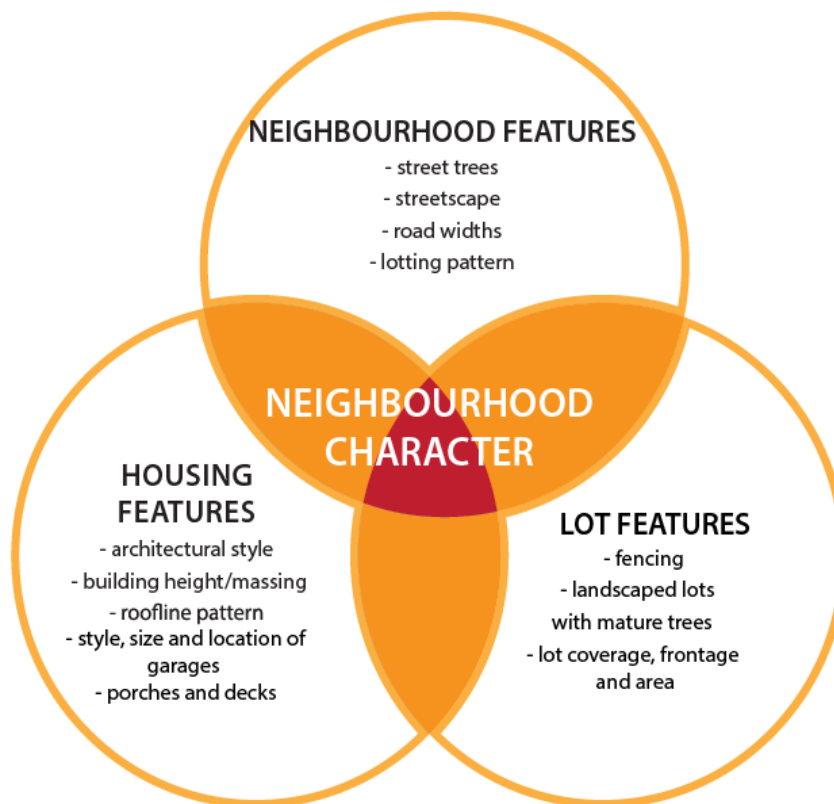 NEIGHBOURHOOD FEATURES
- street trees
- streetscape
- road widths
- lotting pattern
NEIGHBOURHOOD
CHARACTER
HOUSING
FEATURES
- architectural style
- building height/massing
- roofline pattern
- style, size and location of
garages
- porches and decks
LOT FEATURES
- fencing
- landscaped lots
with mature trees
- lot coverage, frontage
and area